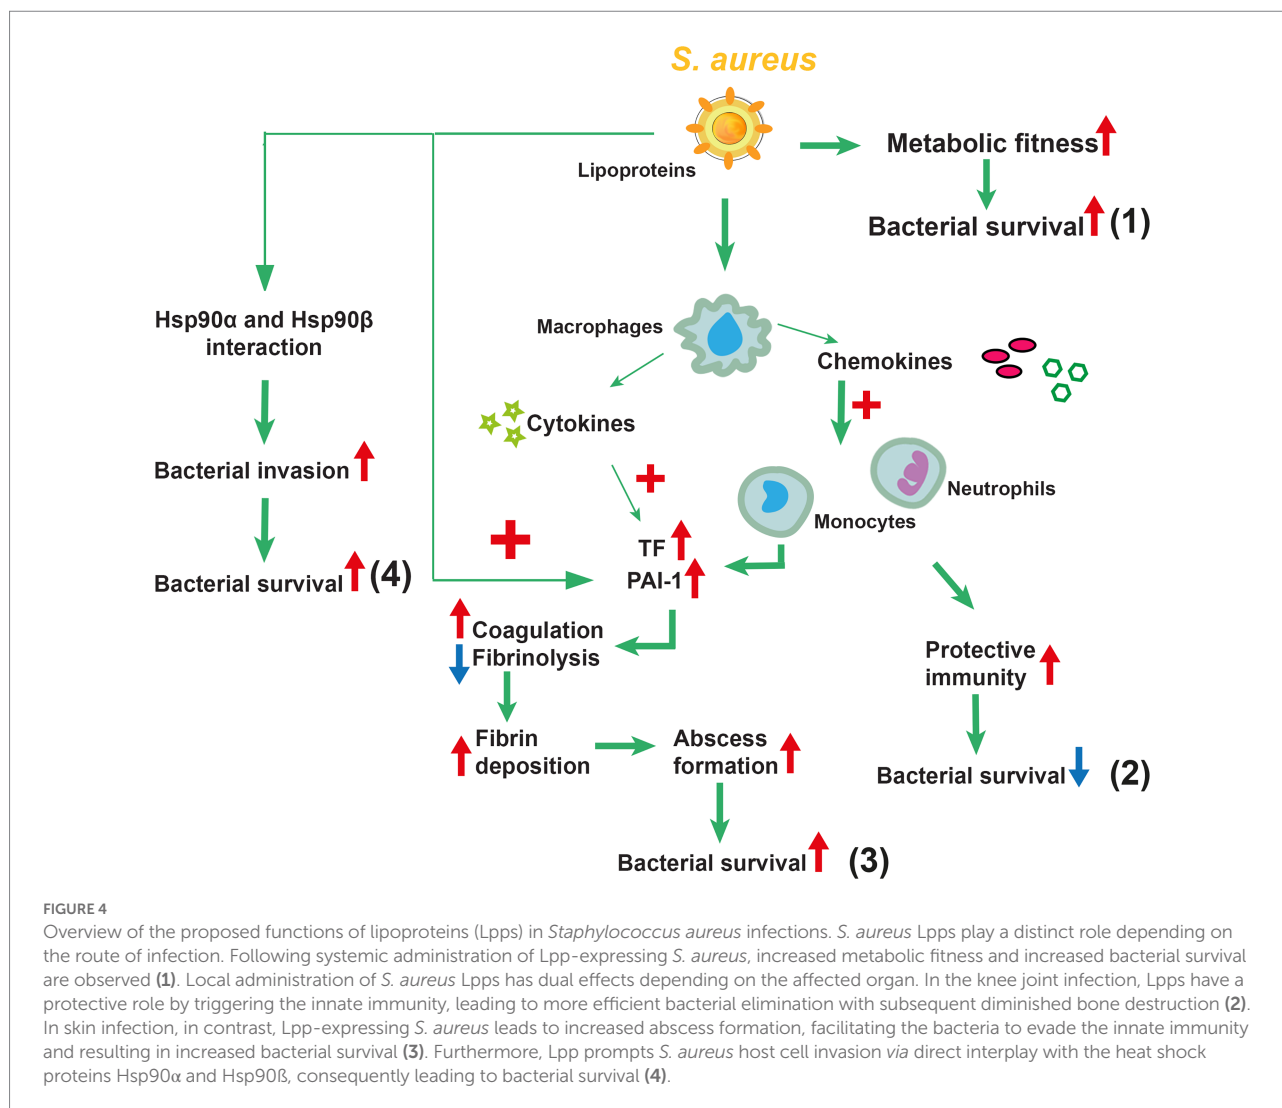 S. aureus
Lipoproteins
Metabolic fitness
Bacterial survival (1)
Macrophages
Chemokines
Hsp90α and Hsp90β
interaction
Cytokines
Bacterial invasion
Neutrophils
Monocytes
TF
PAI-1
Bacterial survival (4)
Coagulation
Fibrinolysis
Protective
immunity
Fibrin
deposition
Abscess
formation
Bacterial survival (2)
Bacterial survival (3)
FIGURE 4
Overview of the proposed functions of lipoproteins (Lpps) in Staphylococcus aureus infections. S. aureus Lpps play a distinct role depending on
the route of infection. Following systemic administration of Lpp-expressing S. aureus, increased metabolic fitness and increased bacterial survival
are observed (1). Local administration of S. aureus Lpps has dual effects depending on the affected organ. In the knee joint infection, Lpps have a
protective role by triggering the innate immunity, leading to more efficient bacterial elimination with subsequent diminished bone destruction (2).
In skin infection, in contrast, Lpp-expressing S. aureus leads to increased abscess formation, facilitating the bacteria to evade the innate immunity
and resulting in increased bacterial survival (3). Furthermore, Lpp prompts S. aureus host cell invasion via direct interplay with the heat shock
proteins Hsp90α and Hsp90ß, consequently leading to bacterial survival (4).